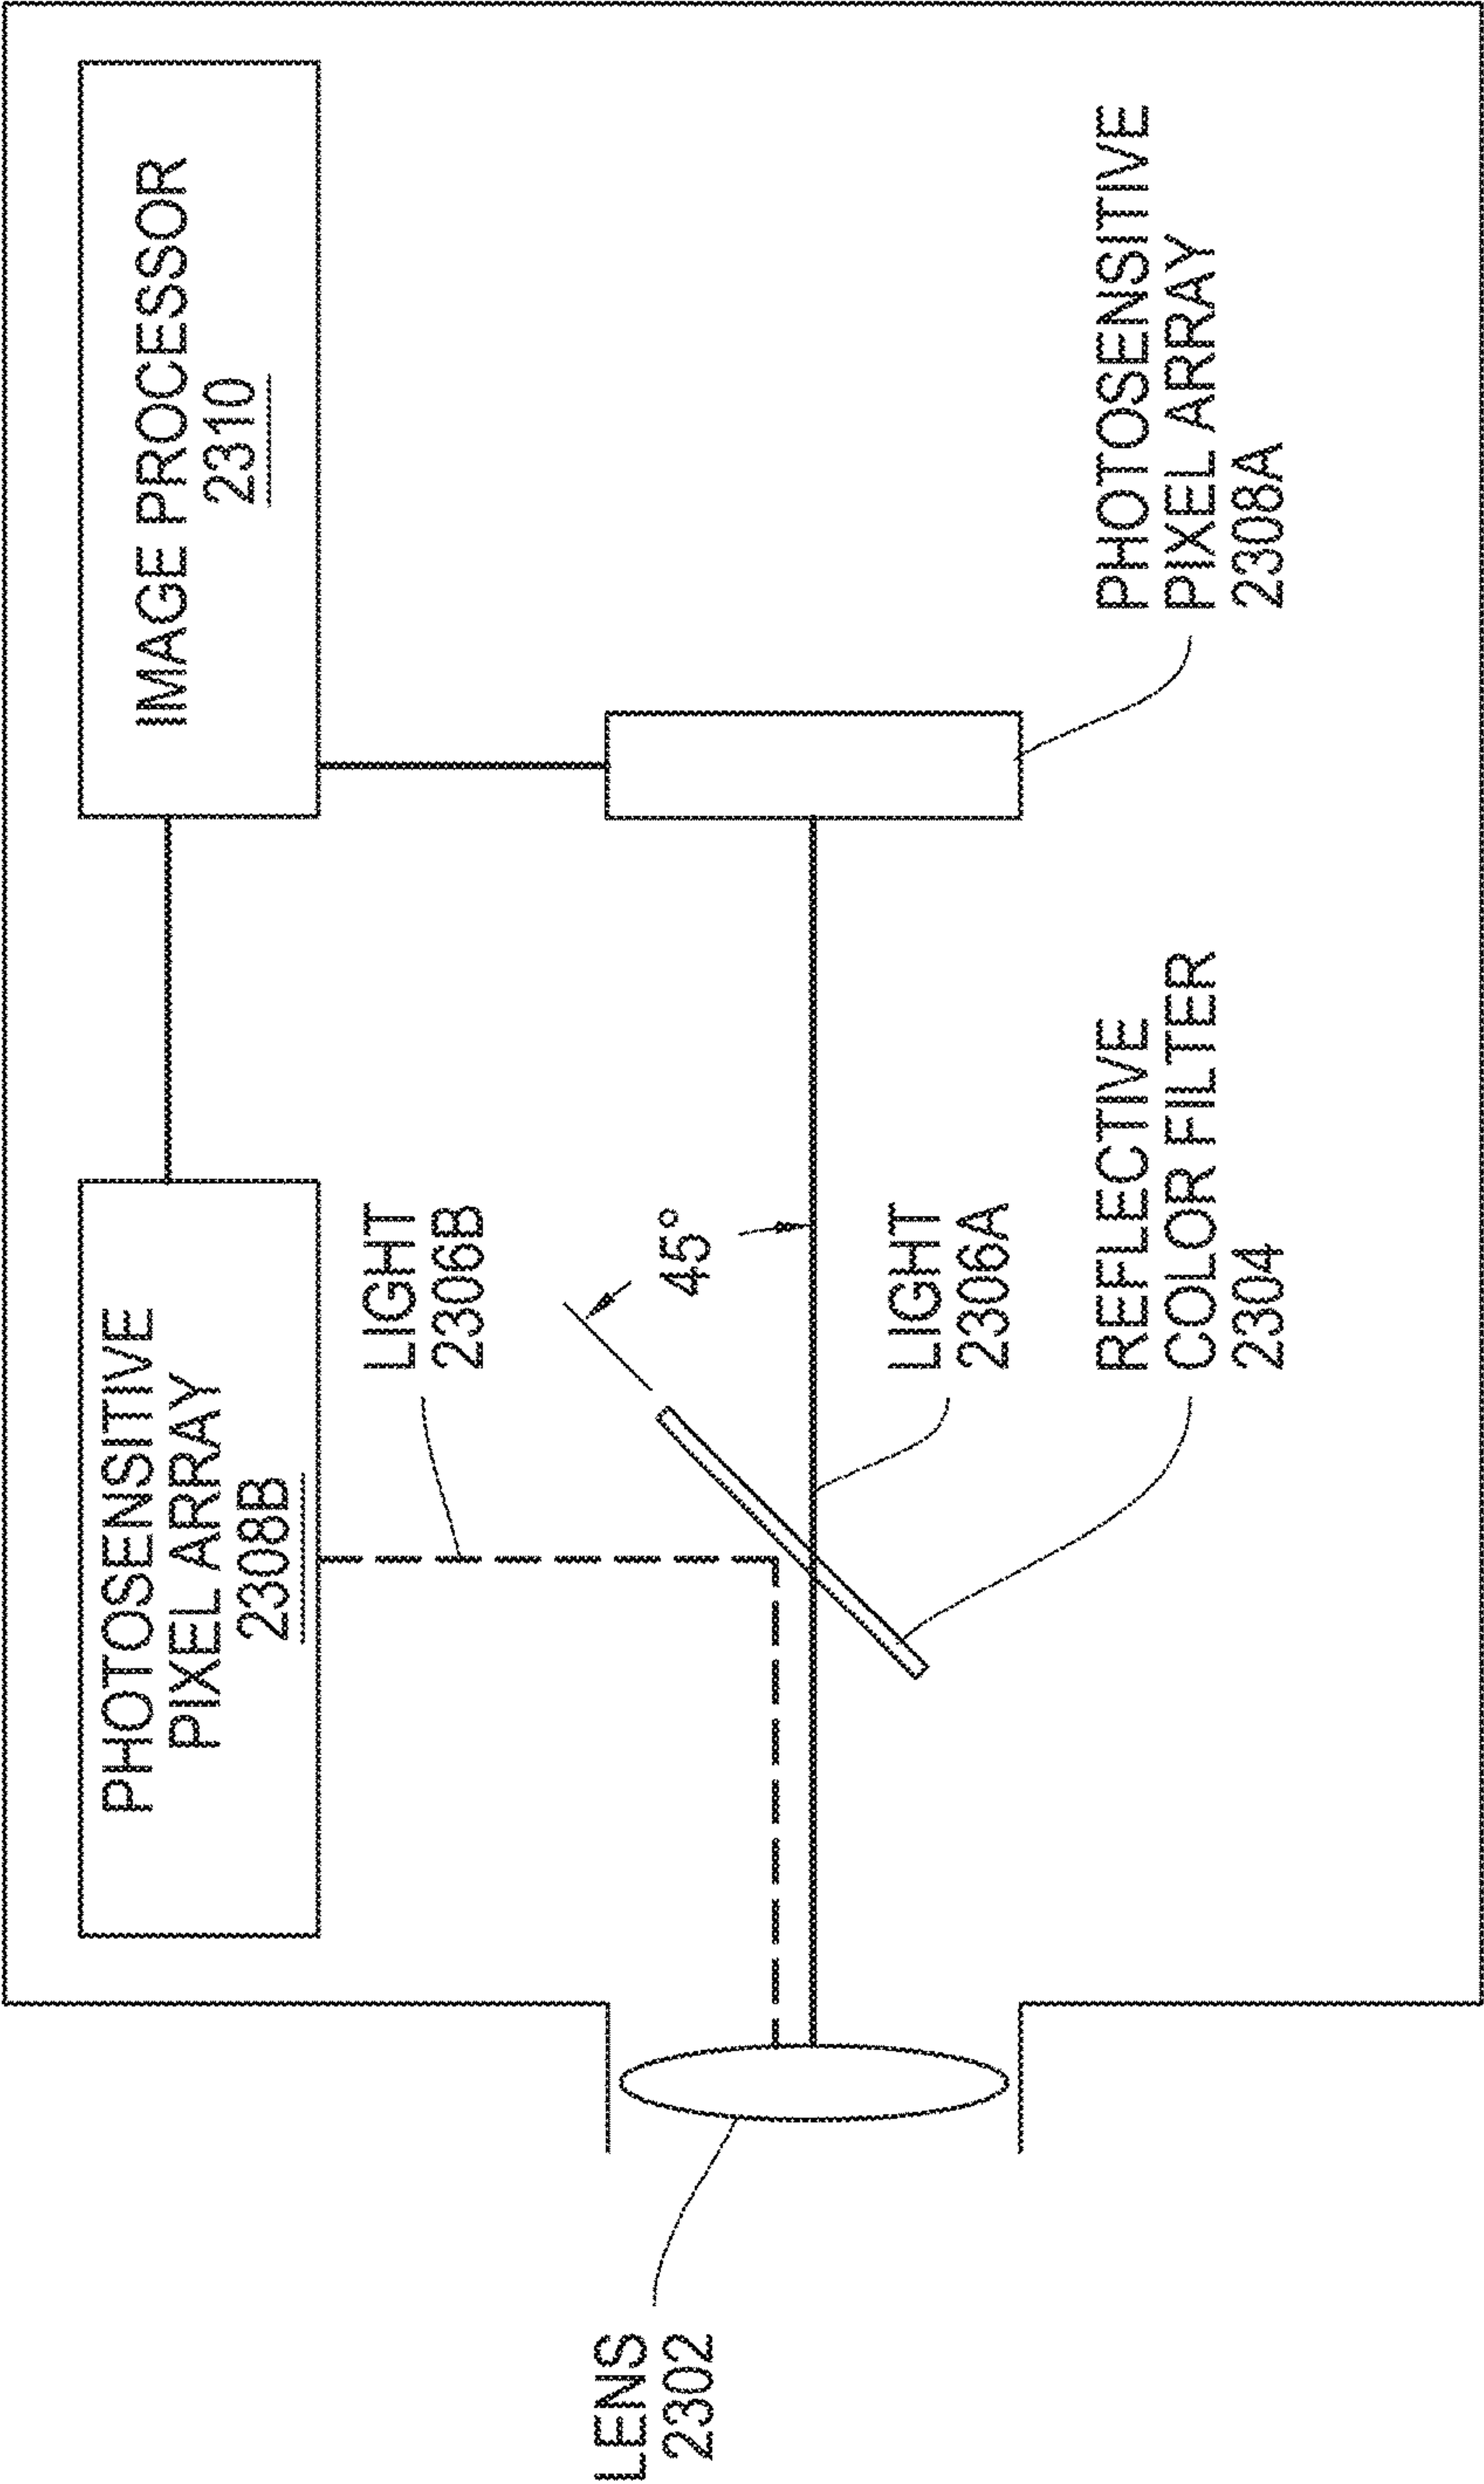 PHOTOSENSITIVE
PIXEL ARRAY
2308B
IMAGE PROCESSOR
2310
LIGHT
2306B
45°
LENS
2302
LIGHT
2306A
REFLECTIVE
COLOR FILTER
2304
PHOTOSENSITIVE
PIXEL ARRAY
2308A